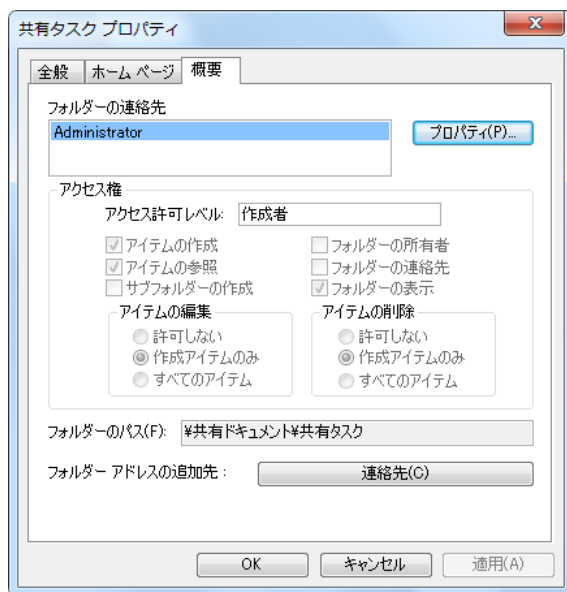 共有タスク プロパティ
全般 ホーム ページ 概要
フォルダーの連絡先
Administrator プロパティ(P)...
アクセス権
アクセス許可レベル: 作成者
アイテムの作成 フォルダーの所有者
アイテムの参照 フォルダーの連絡先
サブフォルダーの作成 フォルダーの表示
アイテムの編集 アイテムの削除
許可しない 許可しない
作成アイテムのみ 作成アイテムのみ
すべてのアイテム すべてのアイテム
フォルダーのパス(F): ¥共有ドキュメント¥共有タスク
フォルダー アドレスの追加先 : 連絡先(C)
OK キャンセル 適用(A)